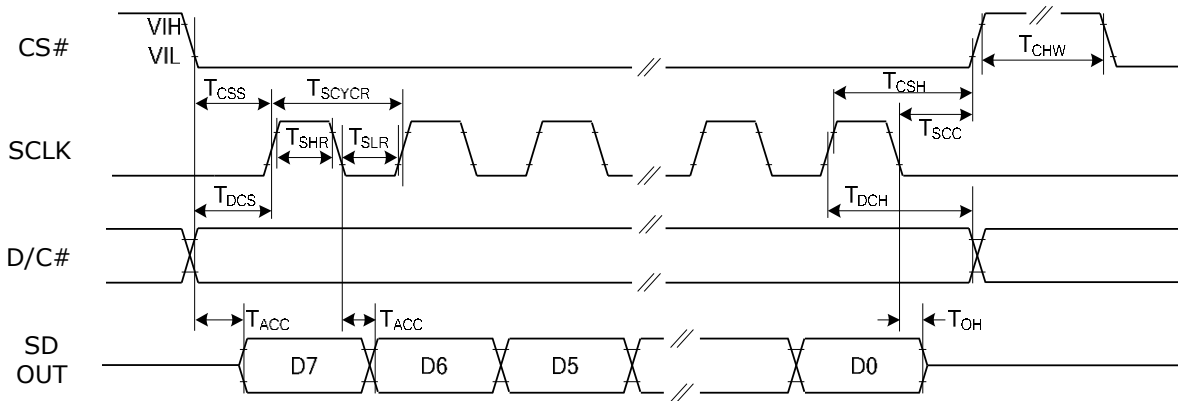 CS#
VIH
VIL
TCHW
TCSS
TSCYCR
TCSH
SCLK
TSHR
TSLR
TSCC
TDCS
TDCH
D/C#
TACC
TACC
TOH
SD
OUT
D7
D6
D5
D0